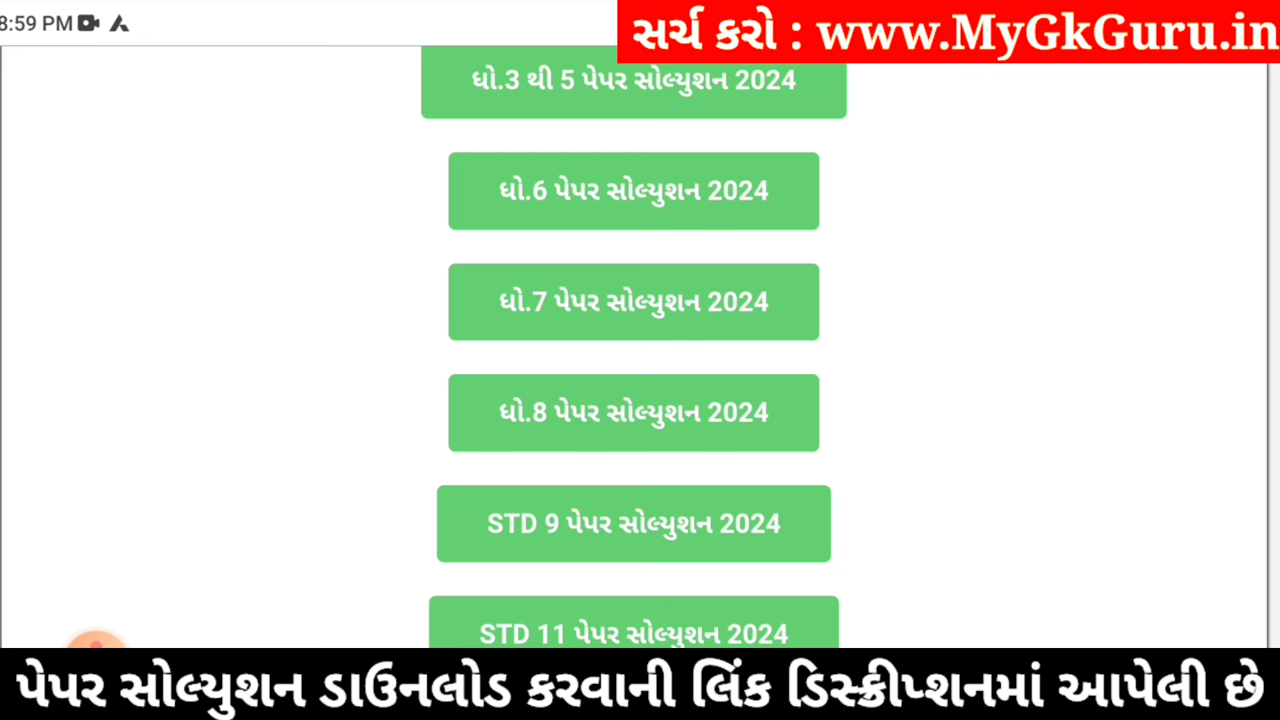 8:59 PM
સર્ચ કરો : www.MyGkGuru.in
ધો.3 થી 5 પેપર સોલ્યુશન 2024
ધો.6 પેપર સોલ્યુશન 2024
ધો.7 પેપર સોલ્યુશન 2024
ધો.8 પેપર સોલ્યુશન 2024
STD 9 પેપર સોલ્યુશન 2024
STD 11 પેપર સોલ્યુશન 2024
પેપર સોલ્યુશન ડાઉનલોડ કરવાની લિંક ડિસ્ક્રીપ્શનમાં આપેલી છે